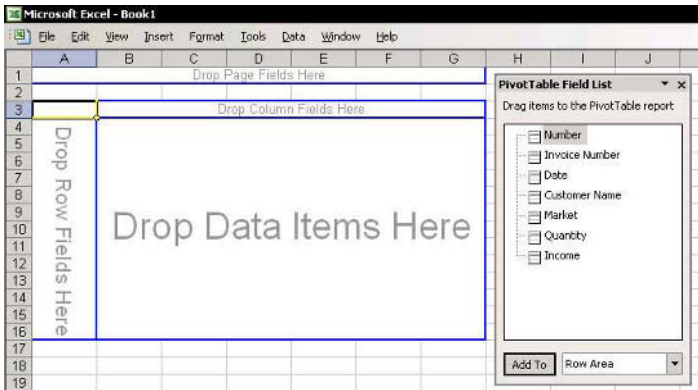 Microsoft Excel - Book1
File Edit View Insert Format Tools Data Window Help
A B C D E F G H I J
1 Drop Page Fields Here
2
3 Drop Column Fields Here
4
5
6
7
8
9
10
11
12
13
14
15
16
17
18
19
Drop Row Fields Here
Drop Data Items Here
PivotTable Field List
Drag items to the PivotTable report
Number
Invoice Number
Date
Customer Name
Market
Quantity
Income
Add To Row Area